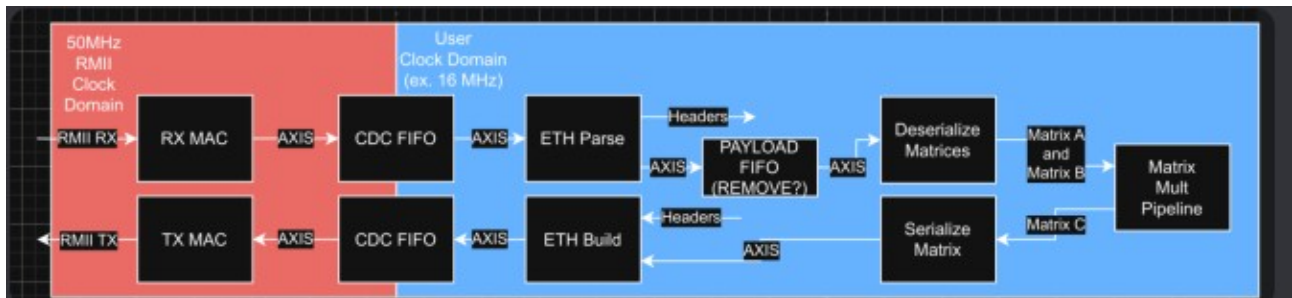 50MHz
RMII
Clock
Domain
User
Clock Domain
(ex. 16 MHz)
RMII RX
RX MAC
AXIS
CDC FIFO
AXIS
ETH Parse
Headers
AXIS
PAYLOAD
FIFO
(REMOVE?)
AXIS
Deserialize
Matrices
Matrix A
and
Matrix B
Matrix
Mult
Pipeline
RMII TX
TX MAC
AXIS
CDC FIFO
AXIS
ETH Build
Headers
AXIS
Serialize
Matrix
Matrix C